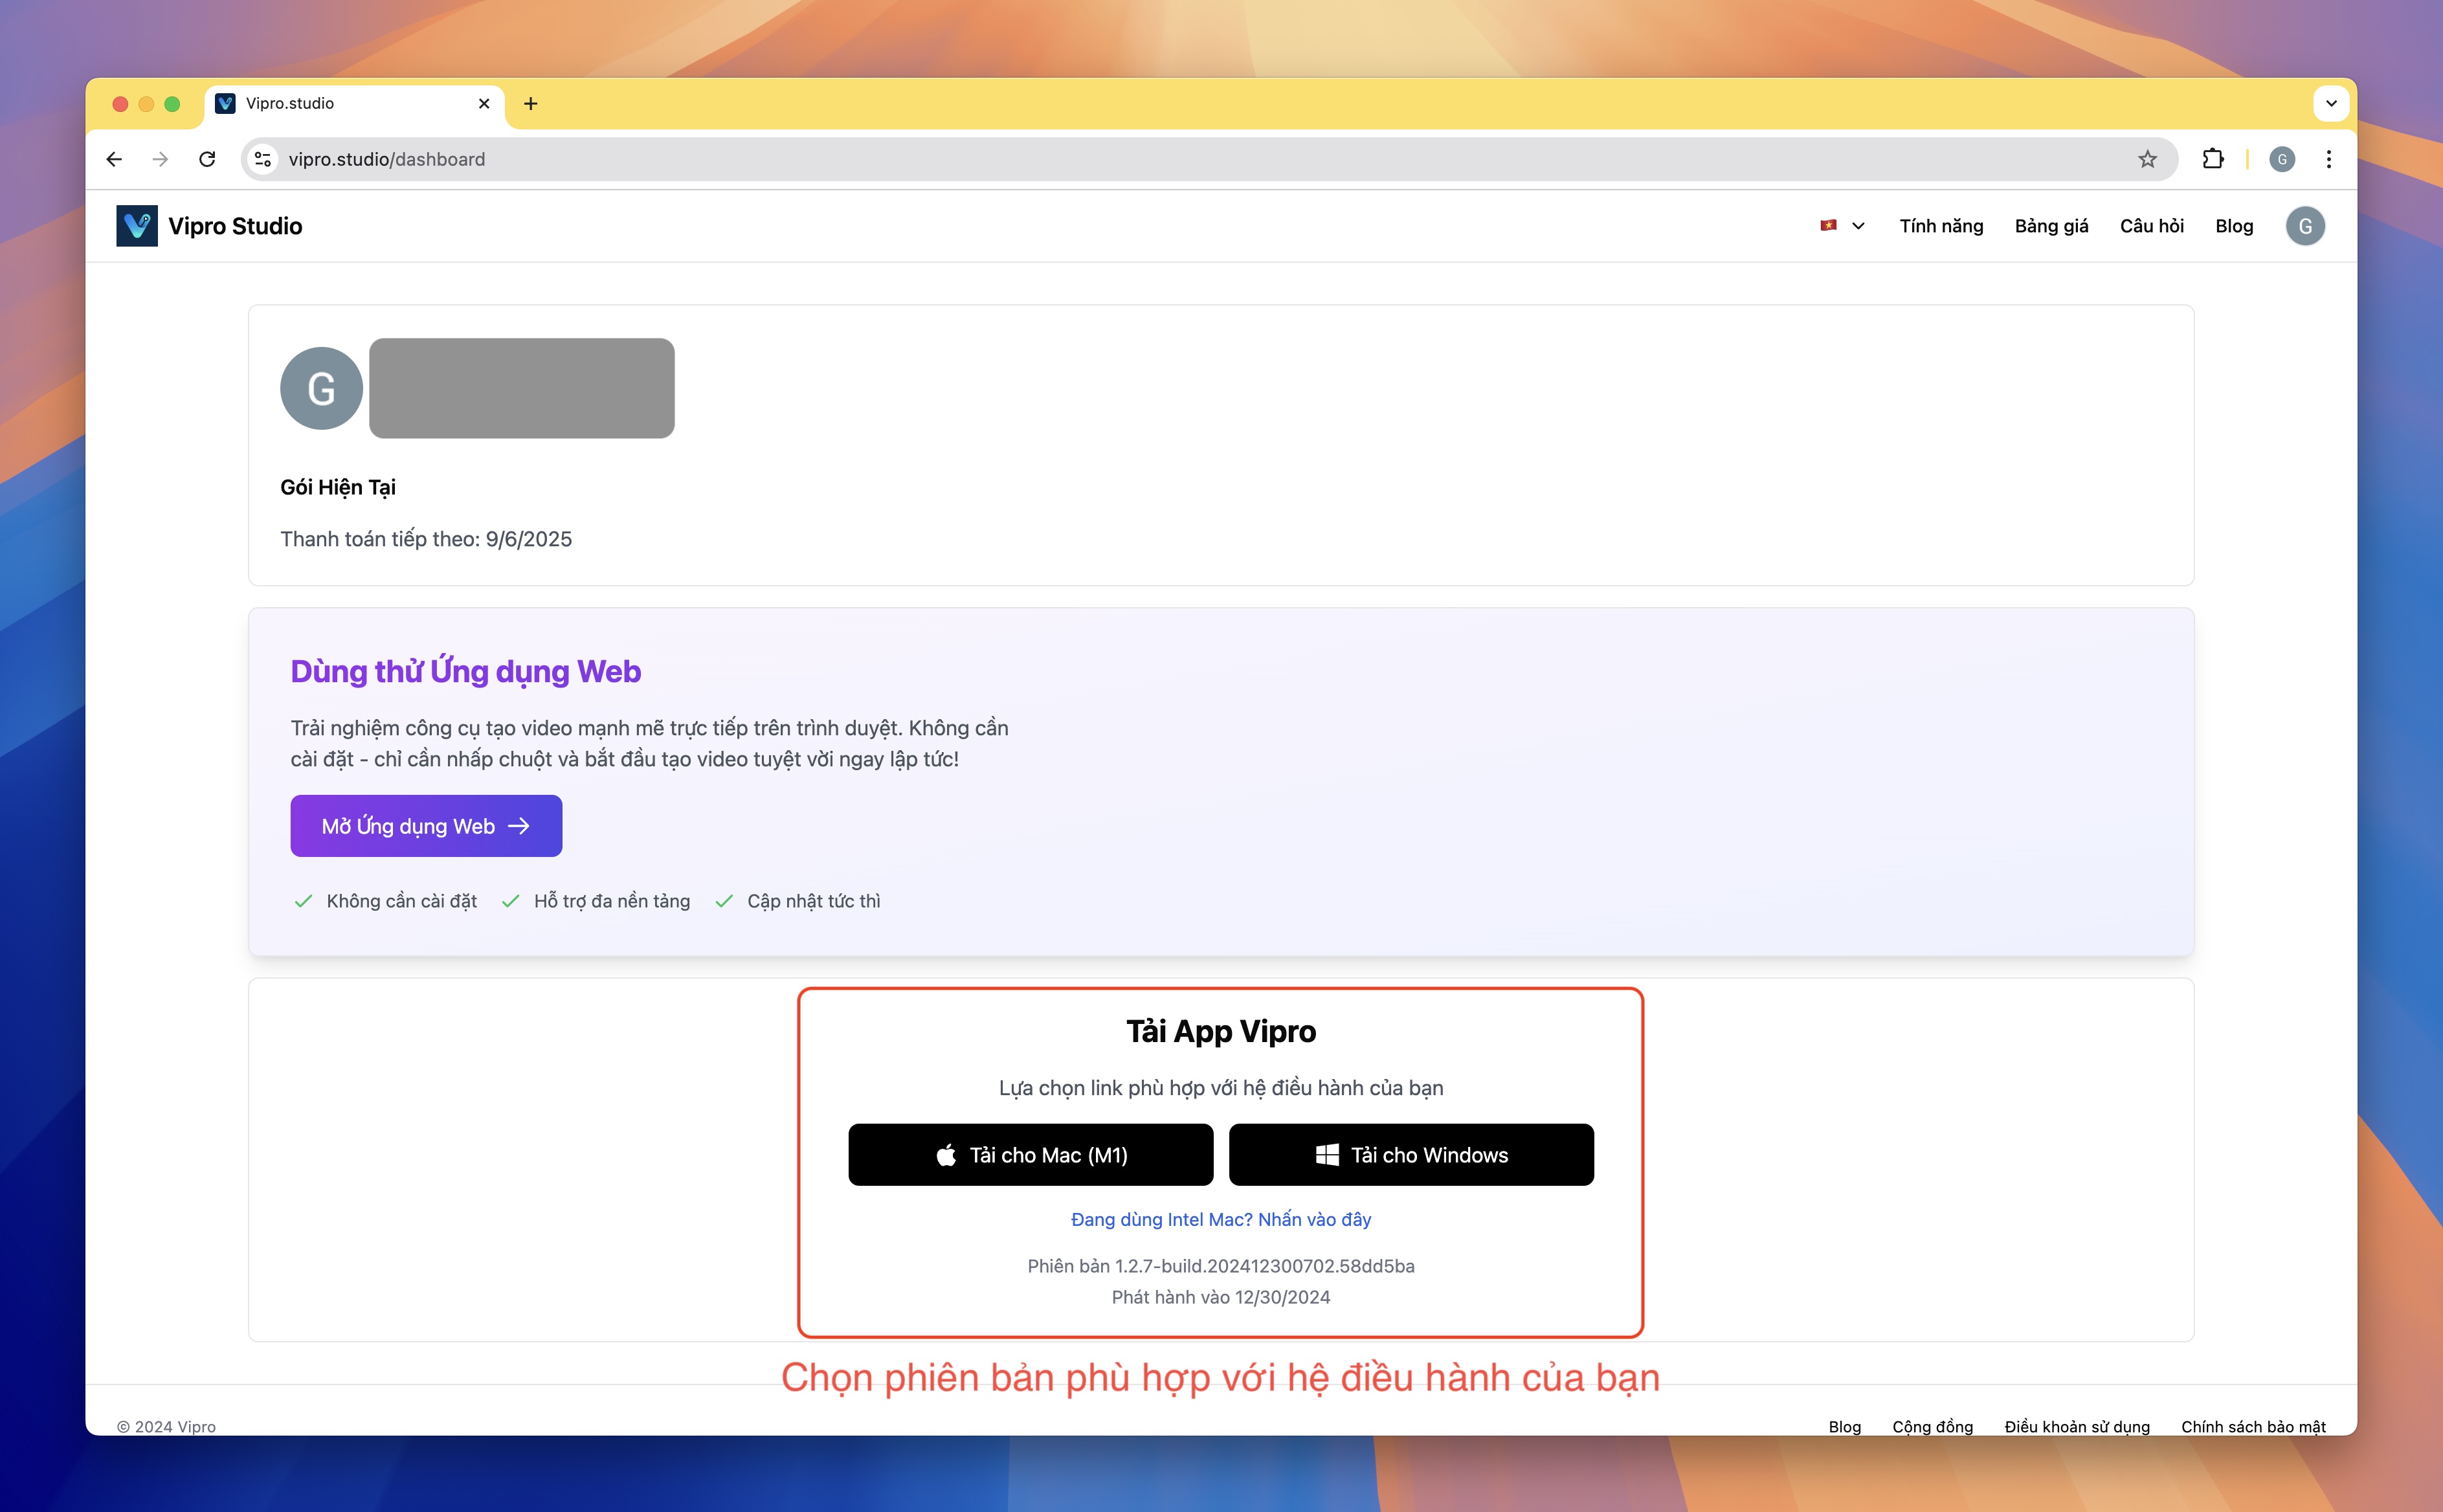 Vipro.studio
vipro.studio/dashboard
G
Vipro Studio
Tính năng
Bảng giá
Câu hỏi
Blog
G
G
Gói Hiện Tại
Thanh toán tiếp theo: 9/6/2025
Dùng thử Ứng dụng Web
Trải nghiệm công cụ tạo video mạnh mẽ trực tiếp trên trình duyệt. Không cần
cài đặt - chỉ cần nhấp chuột và bắt đầu tạo video tuyệt vời ngay lập tức!
Mở Ứng dụng Web
Không cần cài đặt
Hỗ trợ đa nền tảng
Cập nhật tức thì
Tải App Vipro
Lựa chọn link phù hợp với hệ điều hành của bạn
Tải cho Mac (M1)
Tải cho Windows
Đang dùng Intel Mac? Nhấn vào đây
Phiên bản 1.2.7-build.202412300702.58dd5ba
Phát hành vào 12/30/2024
Chọn phiên bản phù hợp với hệ điều hành của bạn
© 2024 Vipro
Blog
Cộng đồng
Điều khoản sử dụng
Chính sách bảo mật